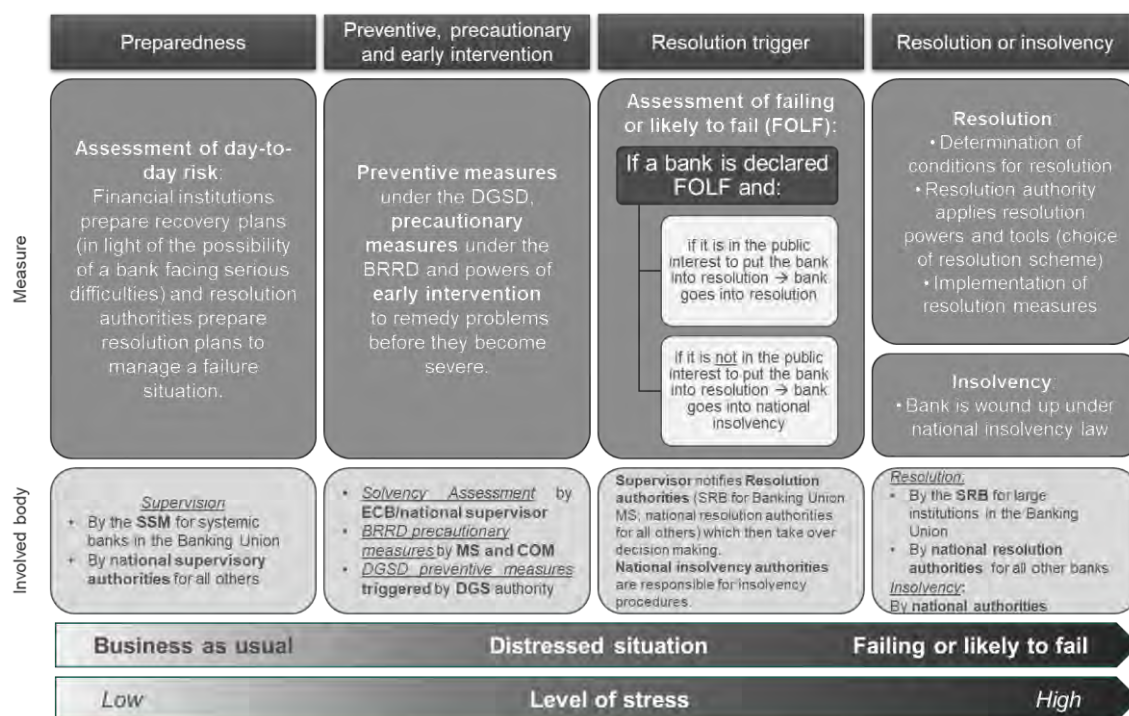 Preparedness
Preventive, precautionary
and early intervention
Resolution trigger
Resolution or insolvency
Measure
Assessment of day-to-
day risk:
Financial institutions
prepare recovery plans
(in light of the possibility
of a bank facing serious
difficulties) and resolution
authorities prepare
resolution plans to
manage a failure
situation.
Preventive measures
under the DGSD,
precautionary
measures under the
BRRD and powers of
early intervention
to remedy problems
before they become
severe.
Assessment of failing
or likely to fail (FOLF):
If a bank is declared
FOLF and:
if it is in the public
interest to put the bank
into resolution → bank
goes into resolution
If it is not in the public
interest to put the bank
into resolution → bank
goes into national
insolvency
Resolution:
• Determination of
conditions for resolution
• Resolution authority
applies resolution
powers and tools (choice
of resolution scheme)
• Implementation of
resolution measures
Insolvency:
• Bank is wound up under
national insolvency law
Involved body
Supervision
• By the SSM for systemic
banks in the Banking Union
• By national supervisory
authorities for all others
• Solvency Assessment by
ECB/national supervisor
• BRRD precautionary
measures by MS and COM
• DGSD preventive measures
triggered by DGS authority
Supervisor notifies Resolution
authorities (SRB for Banking Union
MS; national resolution authorities
for all others) which then take over
decision making.
National insolvency authorities
are responsible for insolvency
procedures.
Resolution:
• By the SRB for large
institutions in the Banking
Union
• By national resolution
authorities for all other banks
Insolvency:
By national authorities
Business as usual
Distressed situation
Failing or likely to fail
Low
Level of stress
High